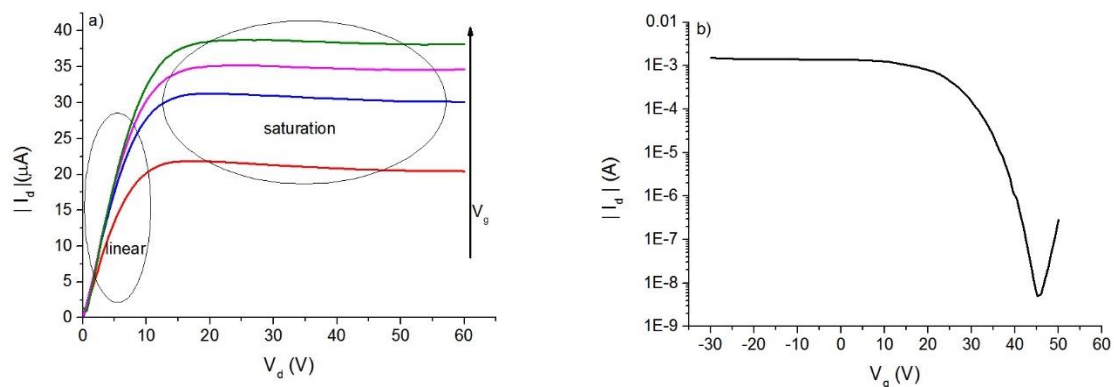 a)
| I_d |(µA)
40
35
30
25
20
15
10
5
0
0 10 20 30 40 50 60
V_d (V)
linear
saturation
V_g
b)
| I_d | (A)
0.01
1E-3
1E-4
1E-5
1E-6
1E-7
1E-8
1E-9
-30 -20 -10 0 10 20 30 40 50 60
V_g (V)